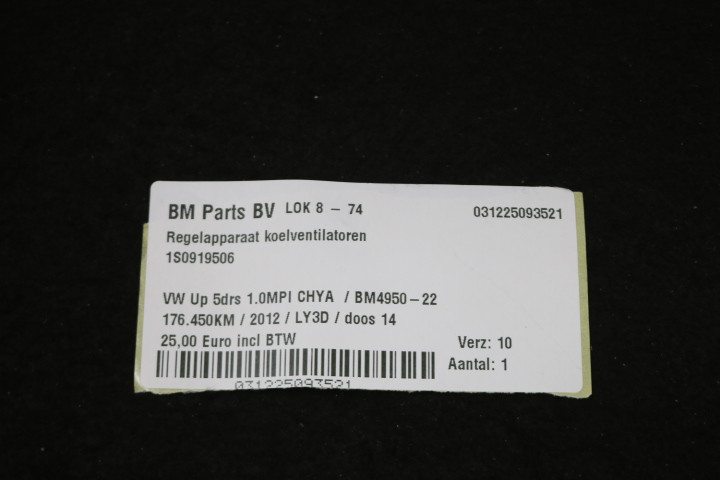 BM Parts BV LOK 8 - 74 031225093521
Regelapparaat koelventilatoren
1S0919506
VW Up 5drs 1.0MPI CHYA / BM4950-22
176.450KM / 2012 / LY3D / doos 14
25,00 Euro incl BTW Verz: 10
Aantal: 1
031225093521